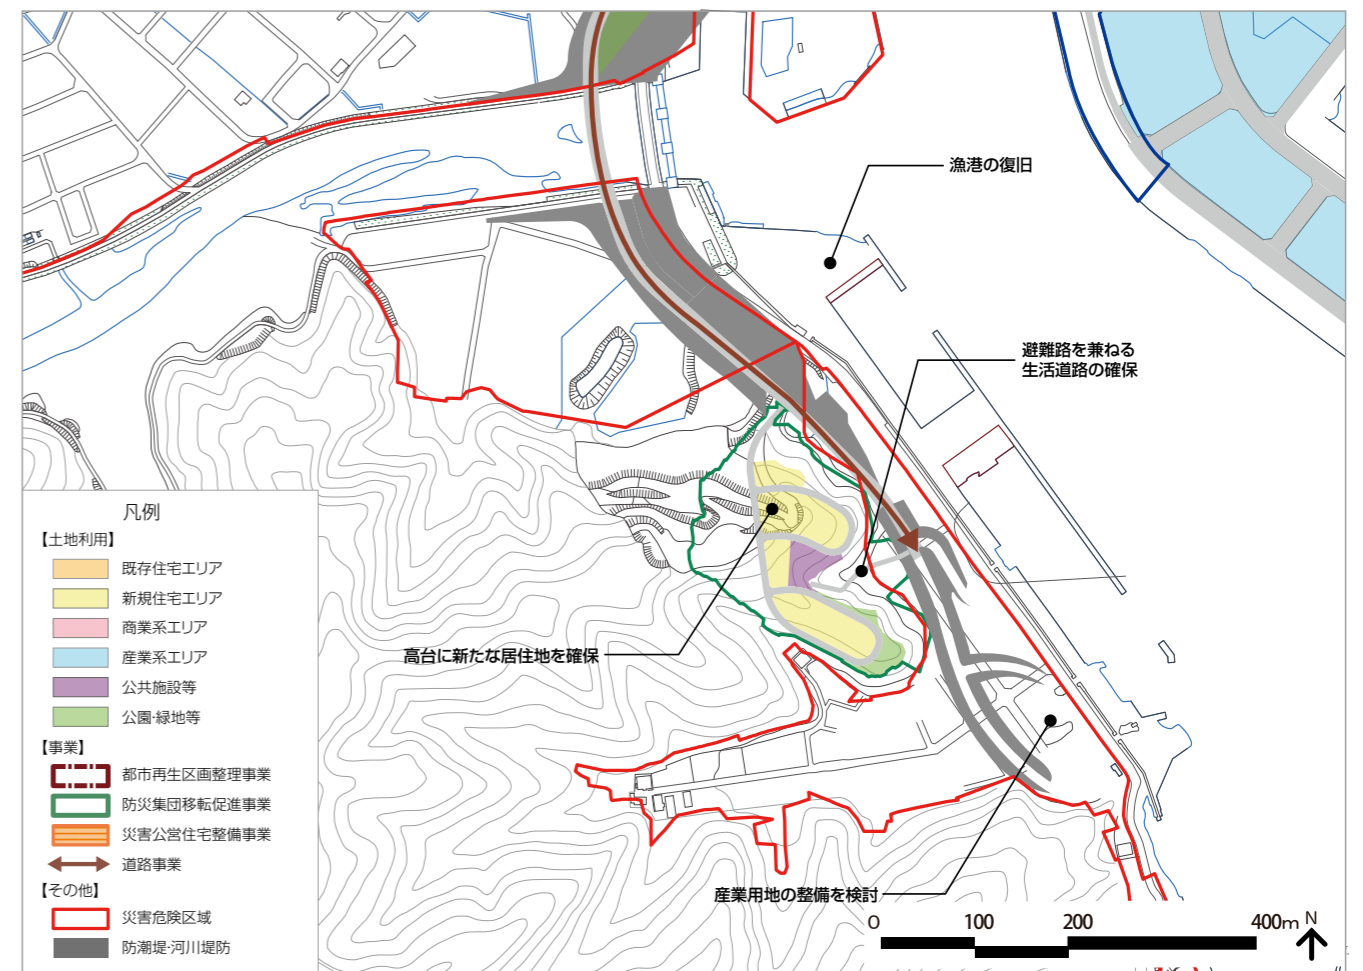 漁港の復旧
避難路を兼ねる
生活道路の確保
高台に新たな居住地を確保
産業用地の整備を検討
凡例
【土地利用】
既存住宅エリア
新規住宅エリア
商業系エリア
産業系エリア
公共施設等
公園・緑地等
【事業】
都市再生区画整理事業
防災集団移転促進事業
災害公営住宅整備事業
道路事業
【その他】
災害危険区域
防潮堤・河川堤防
0 100 200 400m N